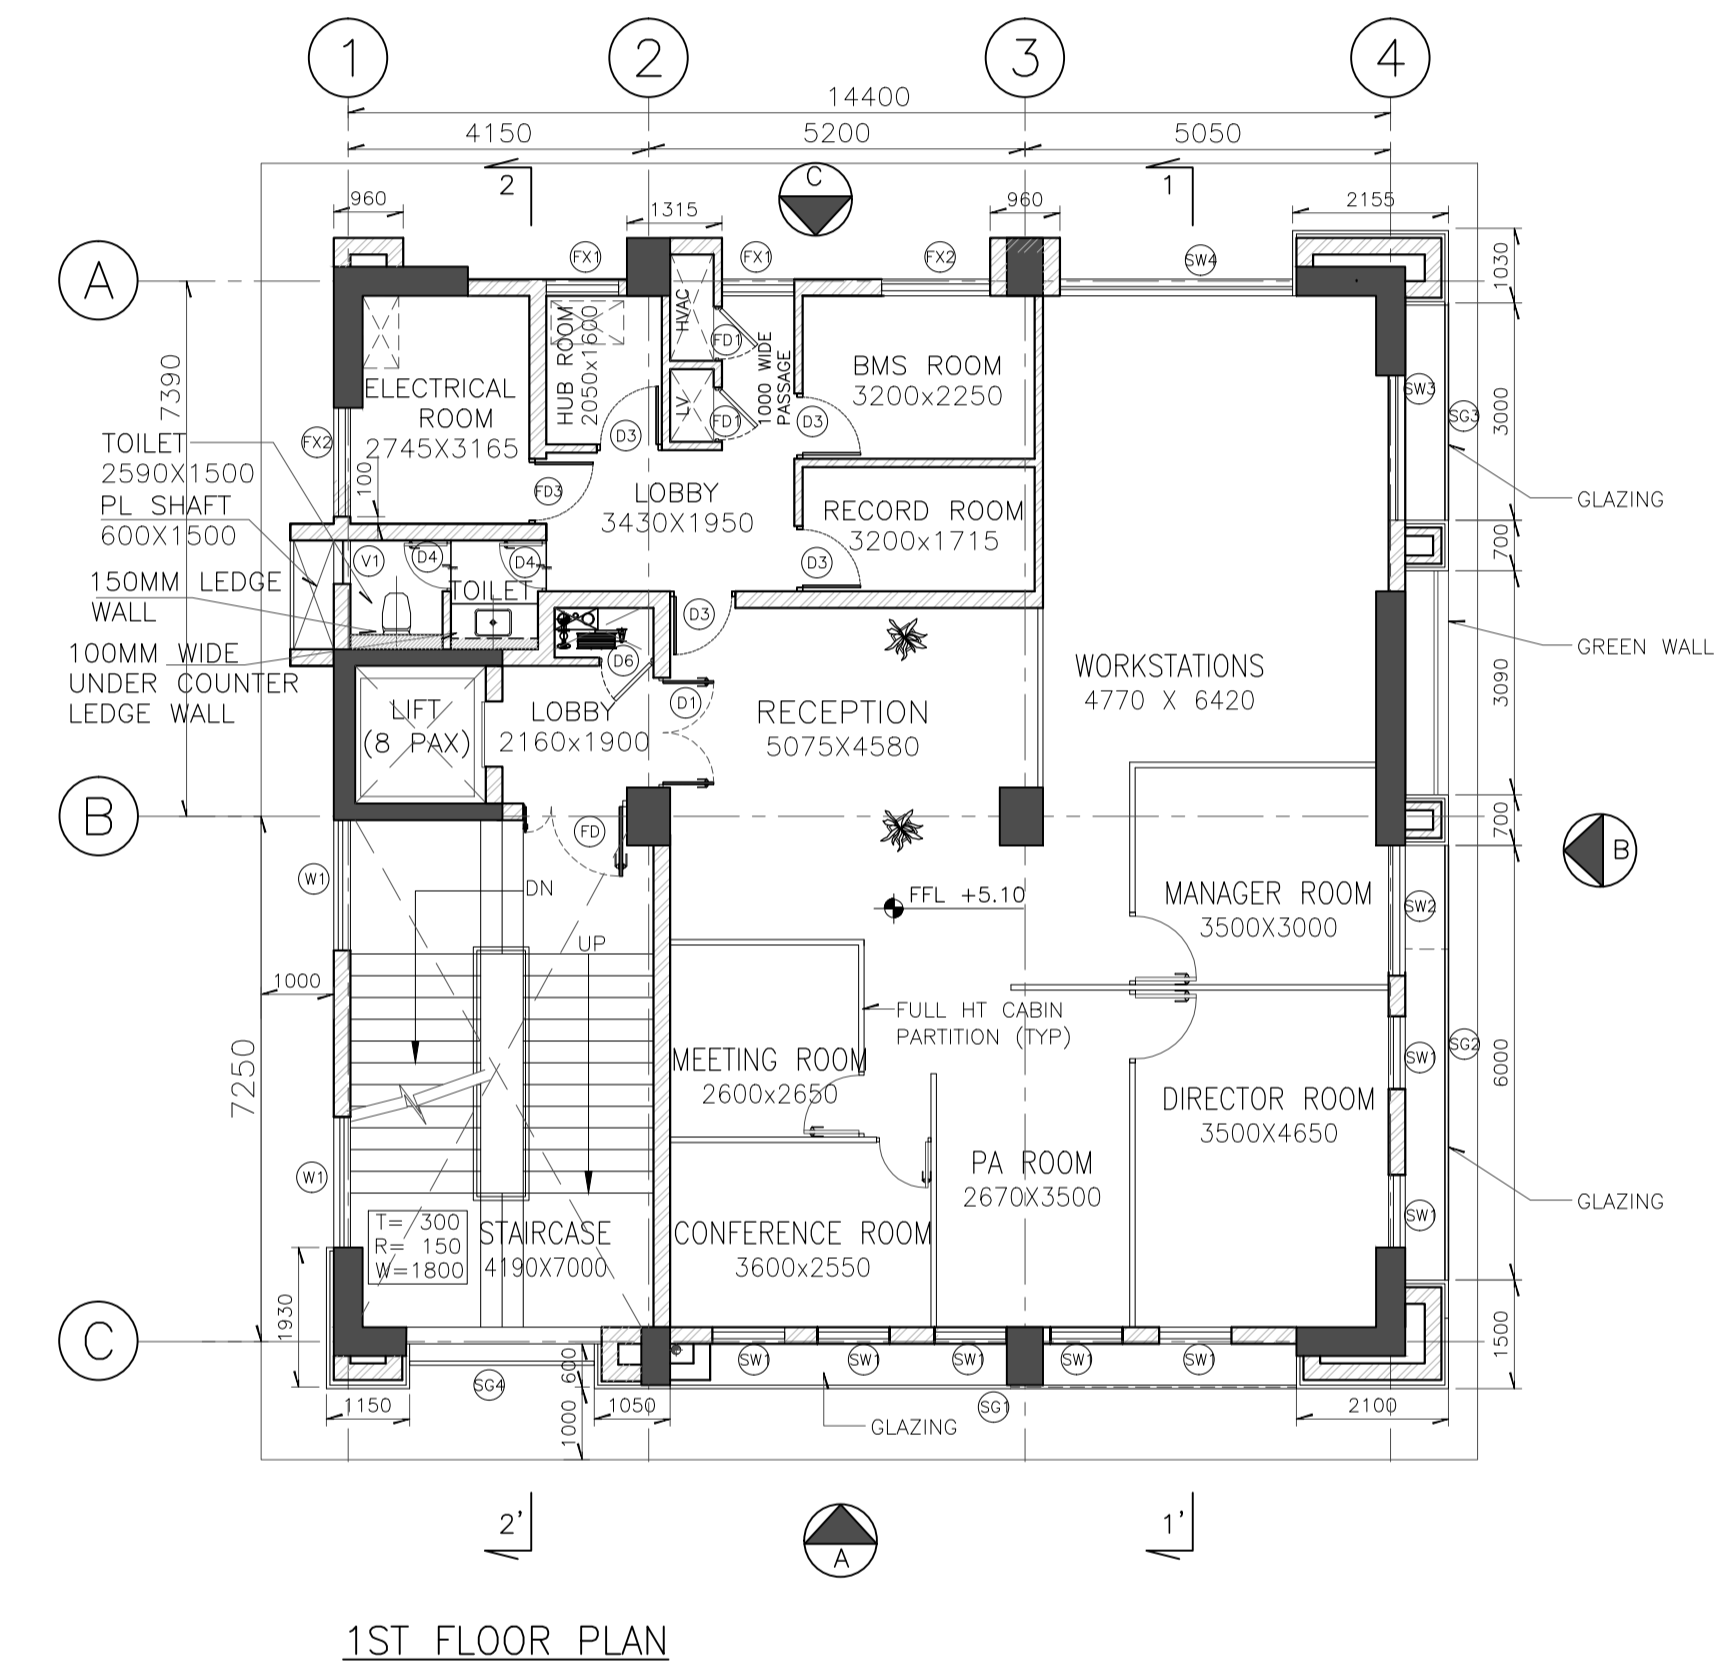 1 2 3 4
14400
4150 5200 5050
2 C 1
960 1315 960 2155
A FX1 FX1 FX2 SW4 1030
7390
HUB ROOM
2050x1600
HVAC
FD1
LV
FD1
1000 WIDE
PASSAGE
BMS ROOM
3200x2250
ELECTRICAL
ROOM
2745X3165
SW3 SG3 3000
FX2 D3 D3
TOILET
2590X1500
PL SHAFT
600X1500
100
FD3
LOBBY
3430X1950
RECORD ROOM
3200x1715
GLAZING
700
V1 D4 D4 D3
150MM LEDGE
WALL
TOILET
D3
100MM WIDE
UNDER COUNTER
LEDGE WALL
D6
GREEN WALL
WORKSTATIONS
4770 X 6420
3090
LIFT
(8 PAX)
LOBBY
2160x1900
D1
RECEPTION
5075X4580
B FD 700 B
W1 DN
FFL +5.10
MANAGER ROOM
3500X3000
SW2
UP
1000
FULL HT CABIN
PARTITION (TYP)
SW1 SG2 6000
7250
MEETING ROOM
2600x2650
DIRECTOR ROOM
3500X4650
W1
PA ROOM
2670X3500
GLAZING
SW1
T= 300
R= 150
W=1800
STAIRCASE
4190X7000
CONFERENCE ROOM
3600x2550
1930
C 600 SW1 SW1 SW1 SW1 SW1 1500
SG4
1150 1050 SG1 2100
1000
GLAZING
2' 1'
A
1ST FLOOR PLAN